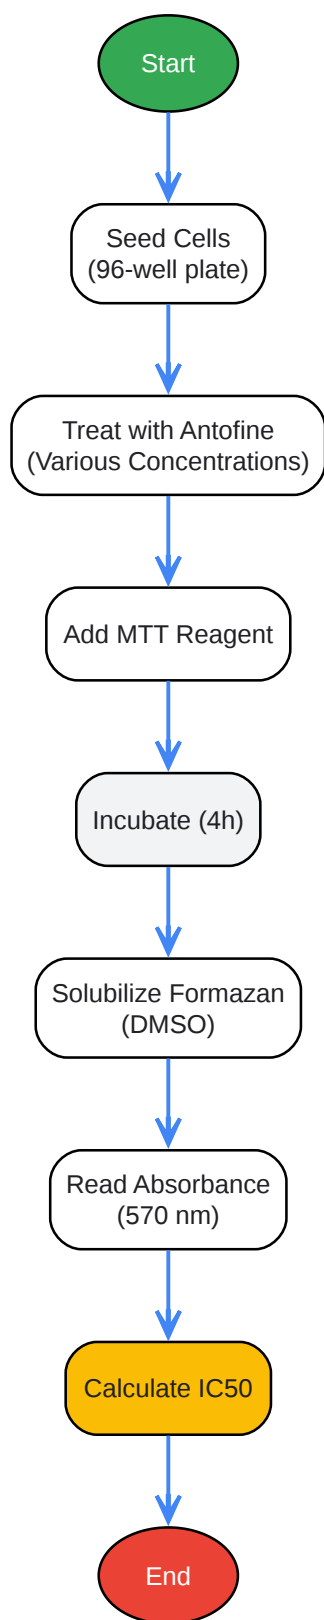 Start
Seed Cells
(96-well plate)
Treat with Antofine
(Various Concentrations)
Add MTT Reagent
Incubate (4h)
Solubilize Formazan
(DMSO)
Read Absorbance
(570 nm)
Calculate IC50
End